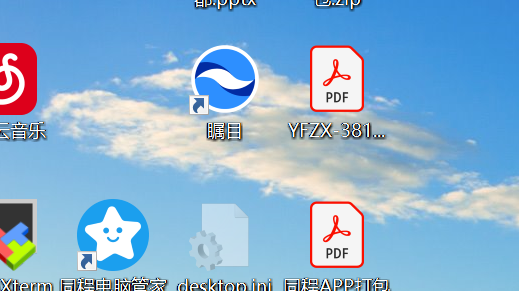 都.pptx
包.zip
云音乐
瞩目
YFZX-381...
PDF
PDF
Xterm
同程电脑管家
desktop.ini
同程APP打包